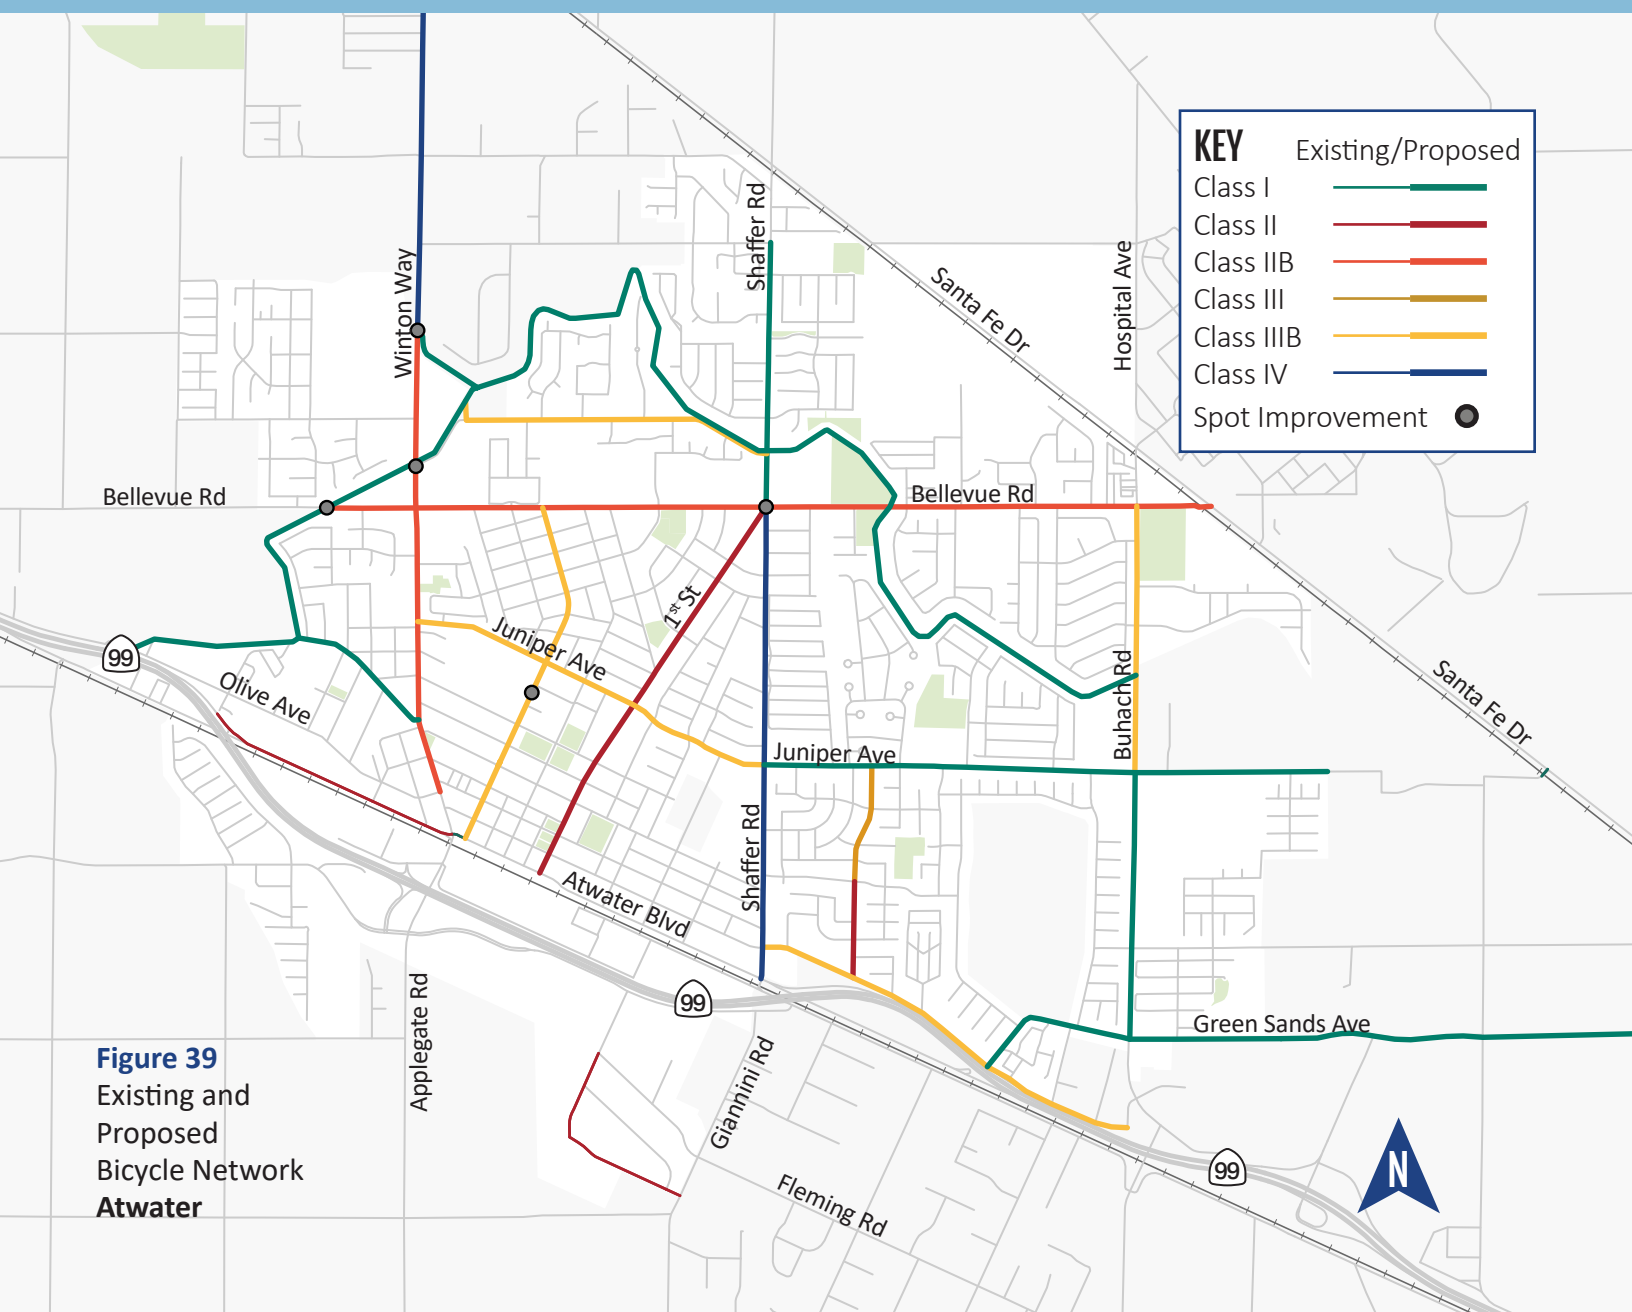 KEY Existing/Proposed
Class I
Class II
Class IIB
Class III
Class IIIB
Class IV
Spot Improvement
Shaffer Rd
Winton Way
Santa Fe Dr
Hospital Ave
Bellevue Rd
Bellevue Rd
1st St
Juniper Ave
99
Olive Ave
Buhach Rd
Santa Fe Dr
Juniper Ave
Shaffer Rd
Atwater Blvd
Applegate Rd
99
Green Sands Ave
Giannini Rd
Figure 39
Existing and
Proposed
Bicycle Network
Atwater
Fleming Rd
99
N